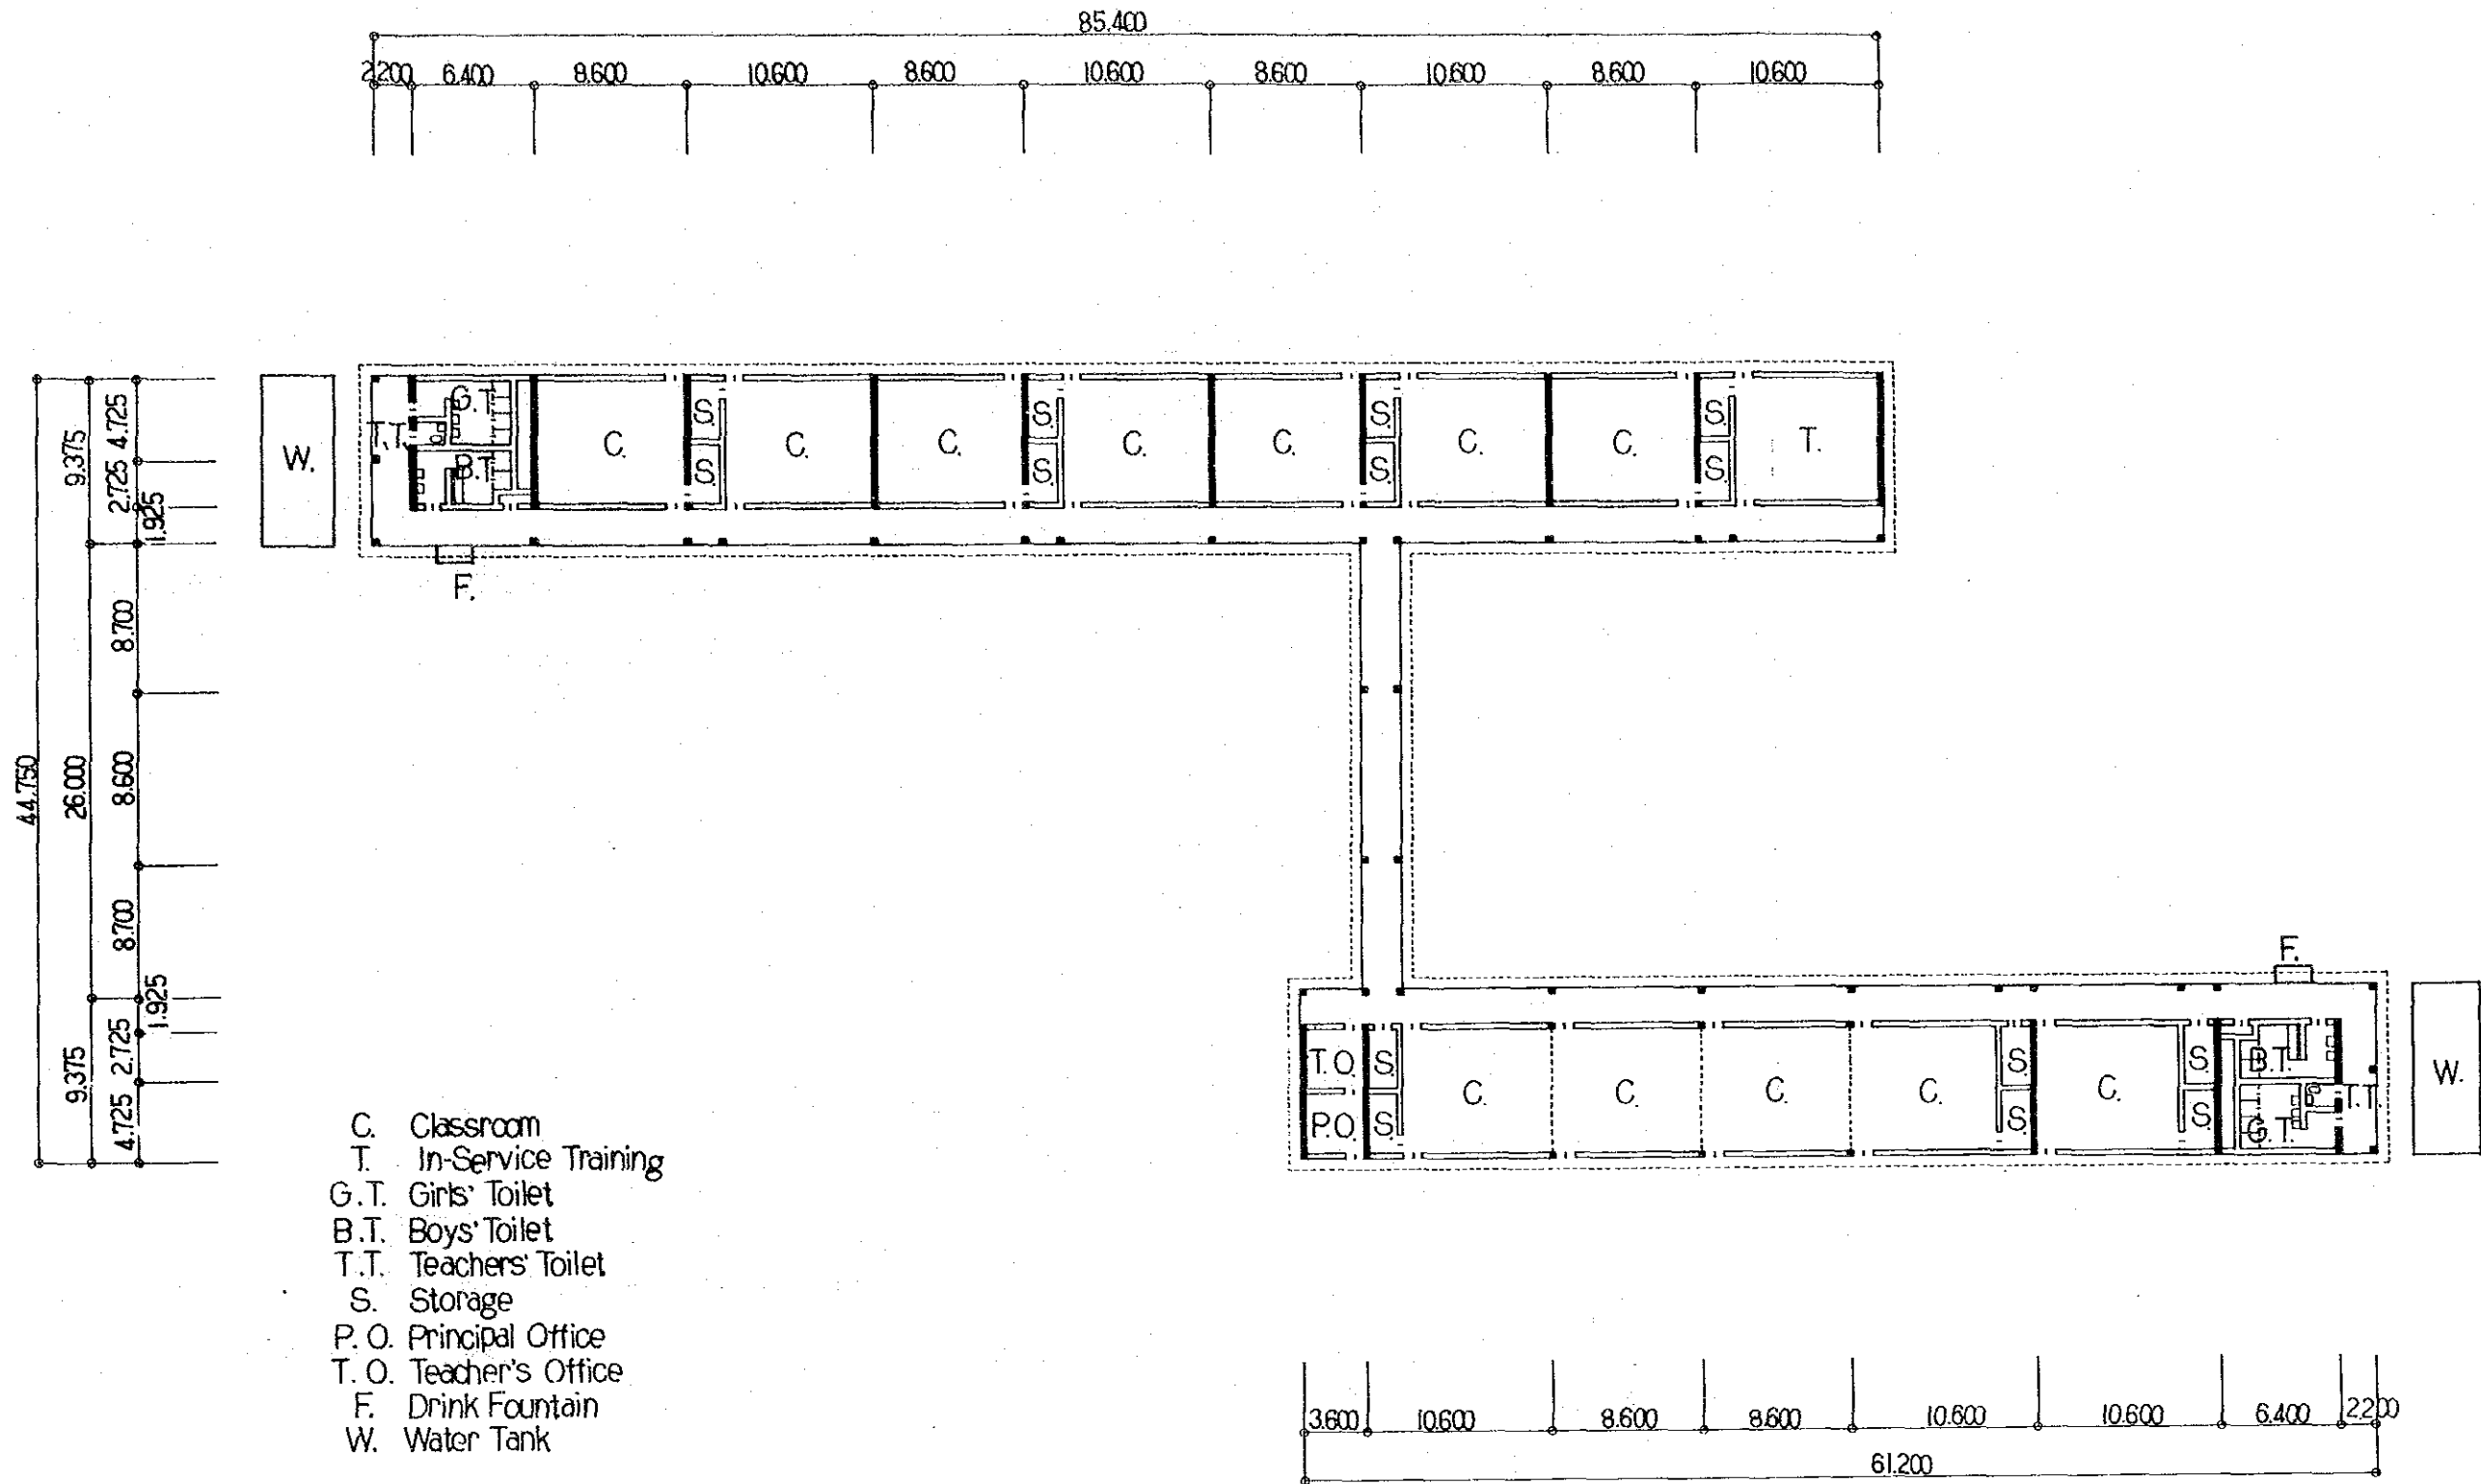 85.400
2.200 6.400 8.600 10.600 8.600 10.600 8.600 10.600 8.600 10.600
44.750
9.375 26.000 9.375
4.725 2.725 1.925 8.700 8.600 8.700 1.925 2.725 4.725
W.
T.T.
G.T.
B.T.
C. S. C. C. S. C. C. S. C. C. S. T.
S. S. S. S.
F.
F.
T.O. S. S. S. B.T.
C. C. C. C. C. T.T. W.
P.O. S. S. S. G.T.
C. Classroom
T. In-Service Training
G.T. Girls' Toilet
B.T. Boys' Toilet
T.T. Teachers' Toilet
S. Storage
P.O. Principal Office
T.O. Teacher's Office
F. Drink Fountain
W. Water Tank
3.600 10.600 8.600 8.600 10.600 10.600 6.400 2.200
61.200